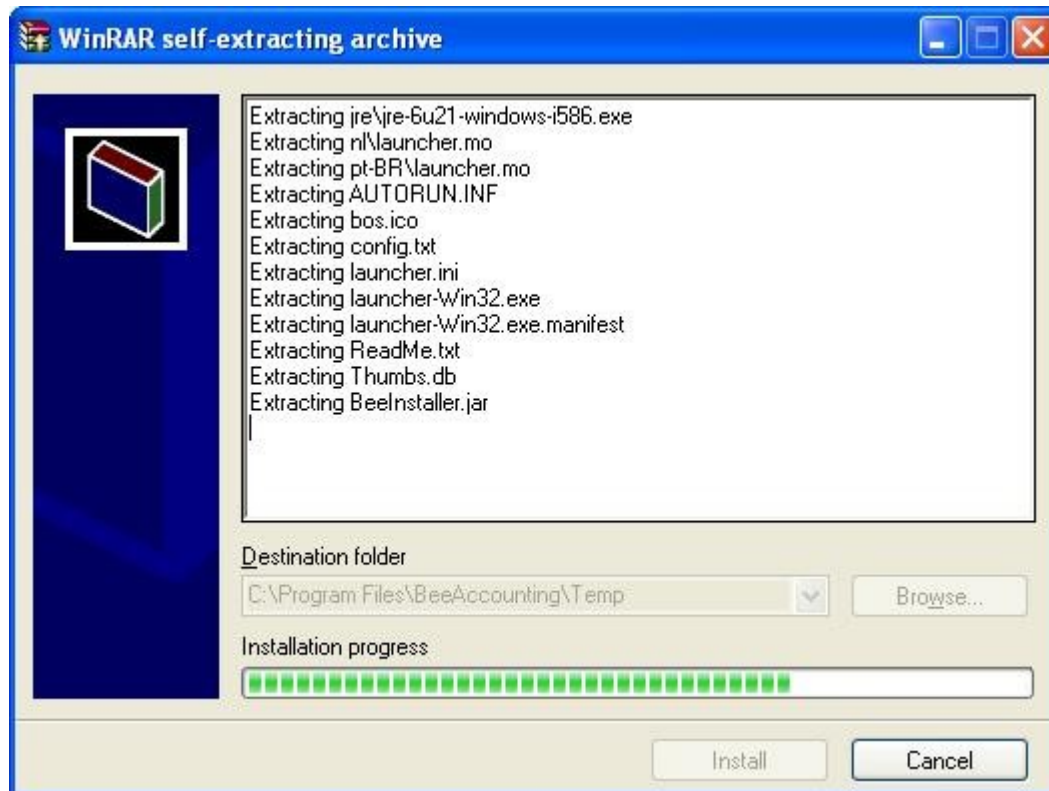 WinRAR self-extracting archive
Extracting jre\jre-6u21-windows-i586.exe
Extracting nl\launcher.mo
Extracting pt-BR\launcher.mo
Extracting AUTORUN.INF
Extracting bos.ico
Extracting config.txt
Extracting launcher.ini
Extracting launcher-Win32.exe
Extracting launcher-Win32.exe.manifest
Extracting ReadMe.txt
Extracting Thumbs.db
Extracting BeeInstaller.jar
Destination folder
C:\Program Files\BeeAccounting\Temp
Browse...
Installation progress
Install
Cancel